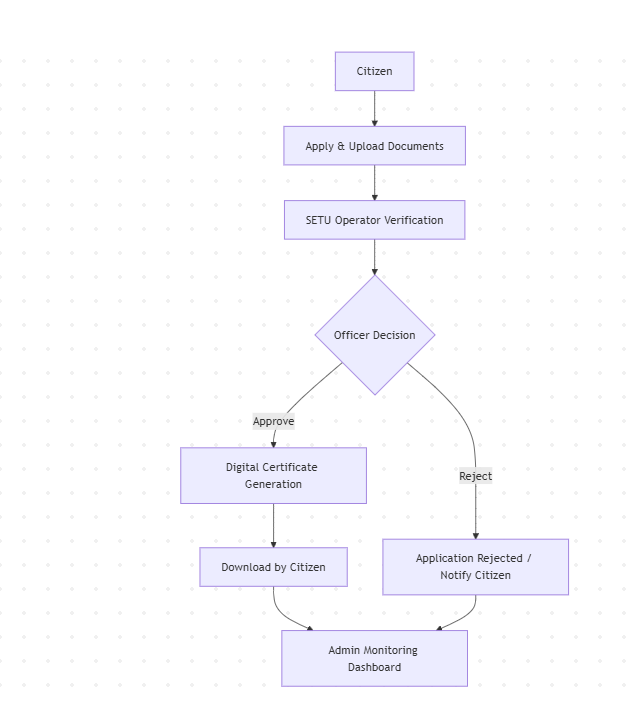 Citizen
Apply & Upload Documents
SETU Operator Verification
Officer Decision
Approve
Reject
Digital Certificate
Generation
Download by Citizen
Application Rejected /
Notify Citizen
Admin Monitoring
Dashboard